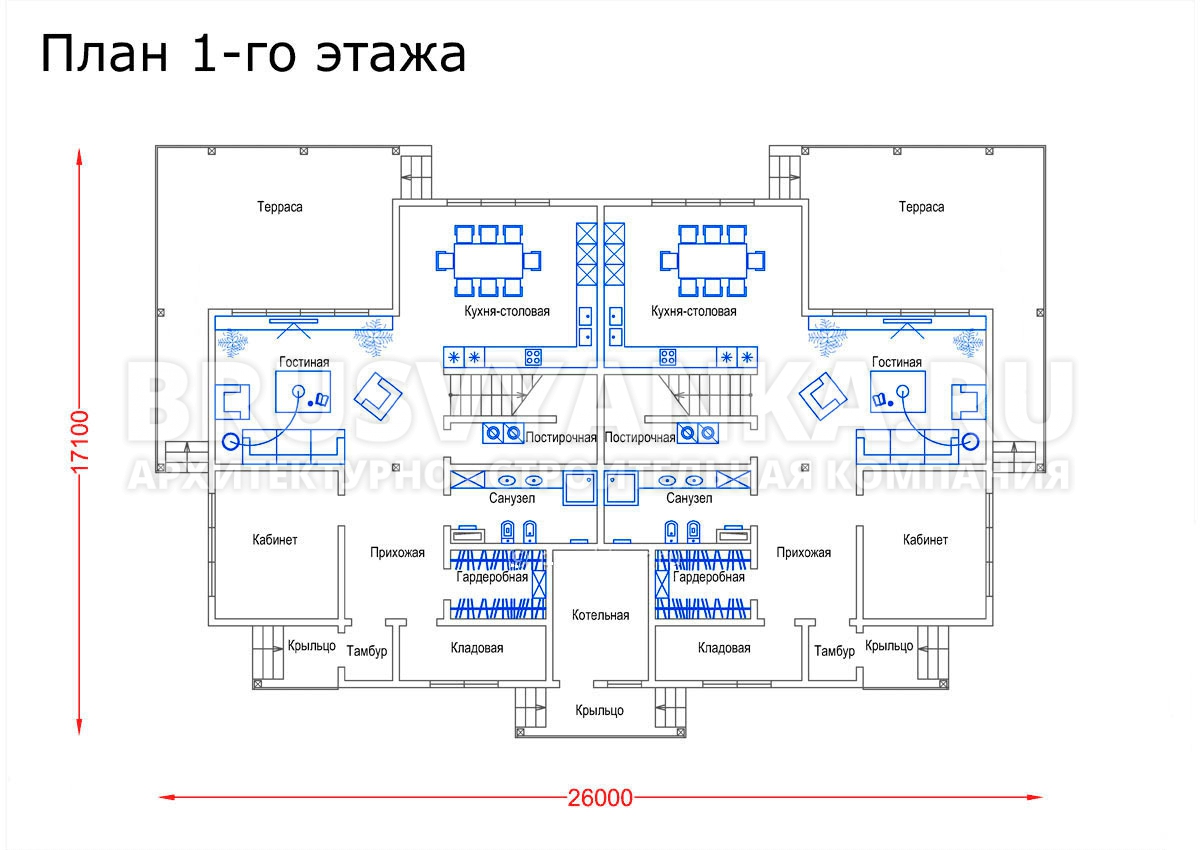 План 1-го этажа
Терраса
Терраса
Кухня-столовая
Кухня-столовая
Гостиная
Гостиная
BRUSVYANKA.RU
17100
Постирочная
Постирочная
АРХИТЕКТУРНО-СТРОИТЕЛЬНАЯ КОМПАНИЯ
Санузел
Санузел
Кабинет
Прихожая
Прихожая
Кабинет
Гардеробная
Гардеробная
Котельная
Крыльцо
Тамбур
Кладовая
Кладовая
Тамбур
Крыльцо
Крыльцо
26000